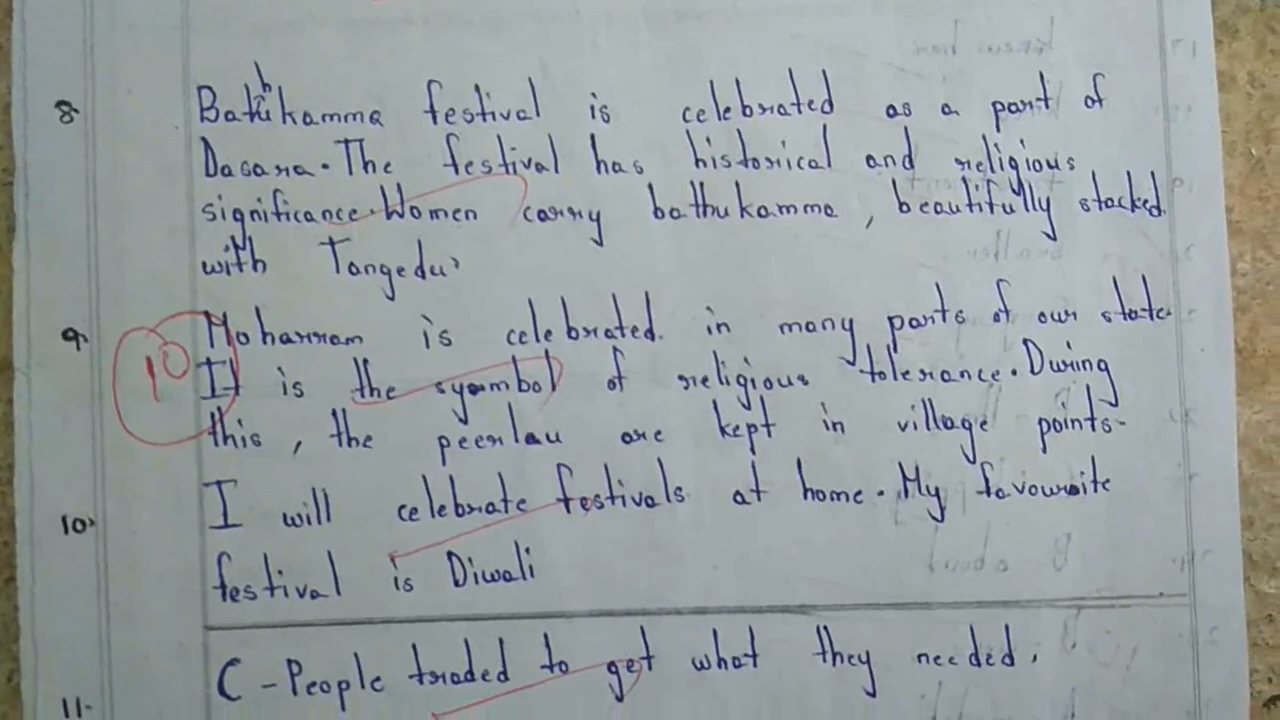 8. Bathukamma festival is celebrated as a part of
Dasara. The festival has historical and religious
significance. Women carry bathukamma, beautifully stacked
with Tangedu.
9. Moharram is celebrated in many parts of our state.
10
It is the symbol of religious tolerance. During
this, the peerlau are kept in village points.
10. I will celebrate festivals at home. My favourite
festival is Diwali
11. C - People traded to get what they needed.